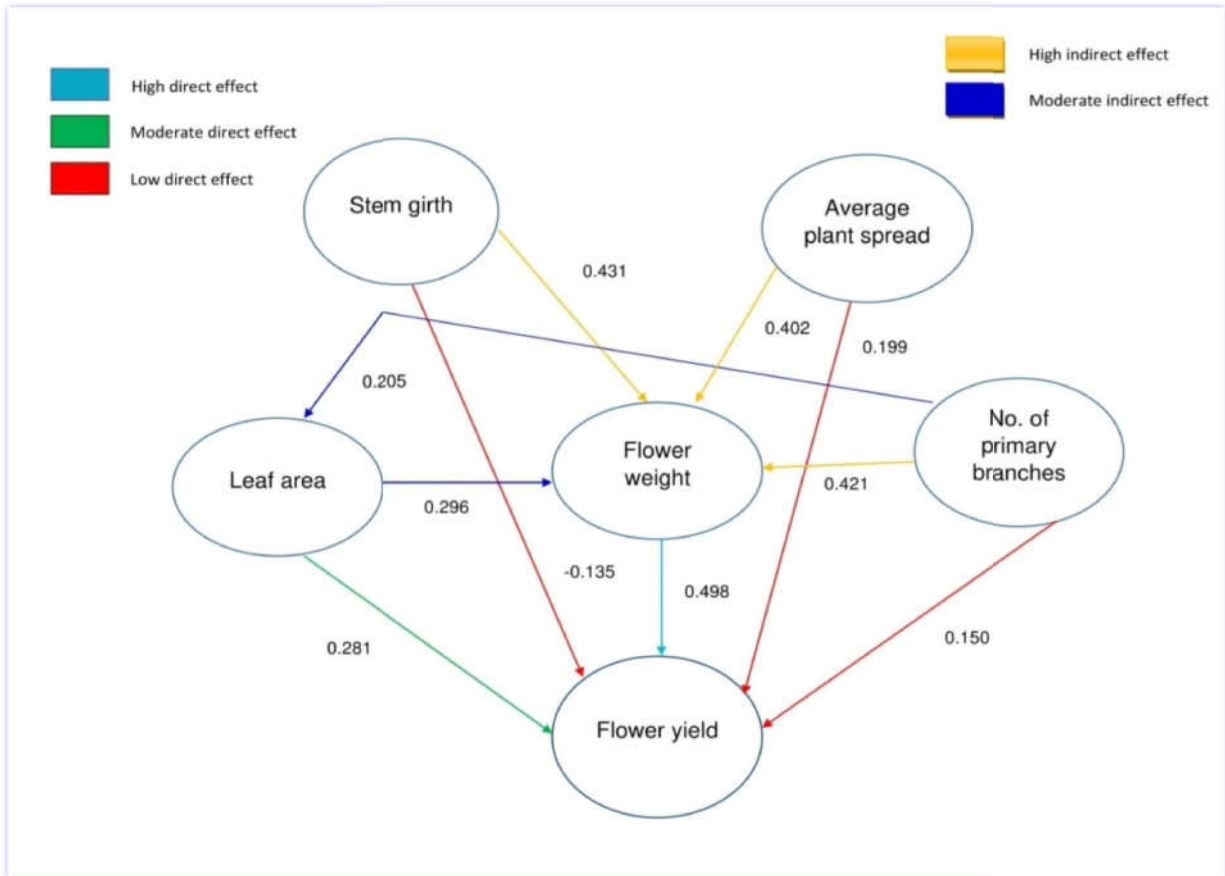 High direct effect
Moderate direct effect
Low direct effect
High indirect effect
Moderate indirect effect
Stem girth
Average
plant spread
0.431
0.402
0.199
0.205
No. of
primary
branches
Flower
weight
Leaf area
0.421
0.296
-0.135
0.498
0.281
0.150
Flower yield